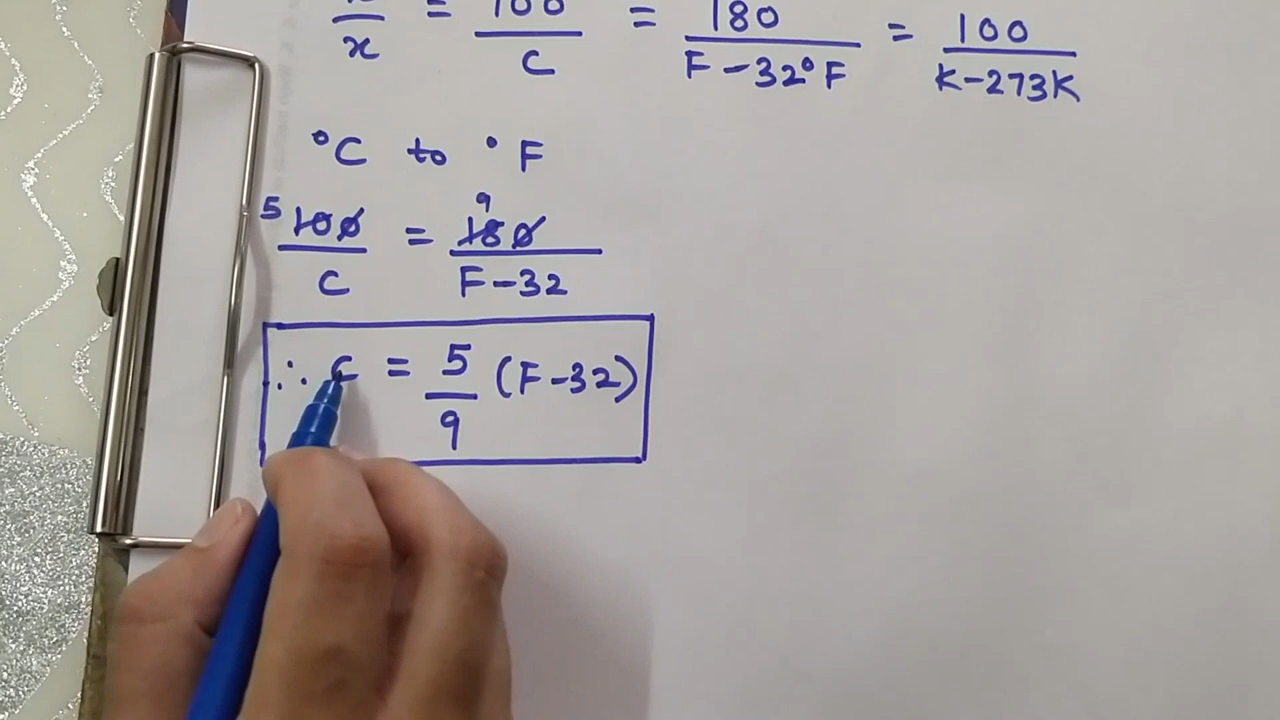 /x = 100/C = 180/F-32°F = 100/K-273K
°C to °F
5 100/C = 9 180/F-32
∴ C = 5/9 (F-32)